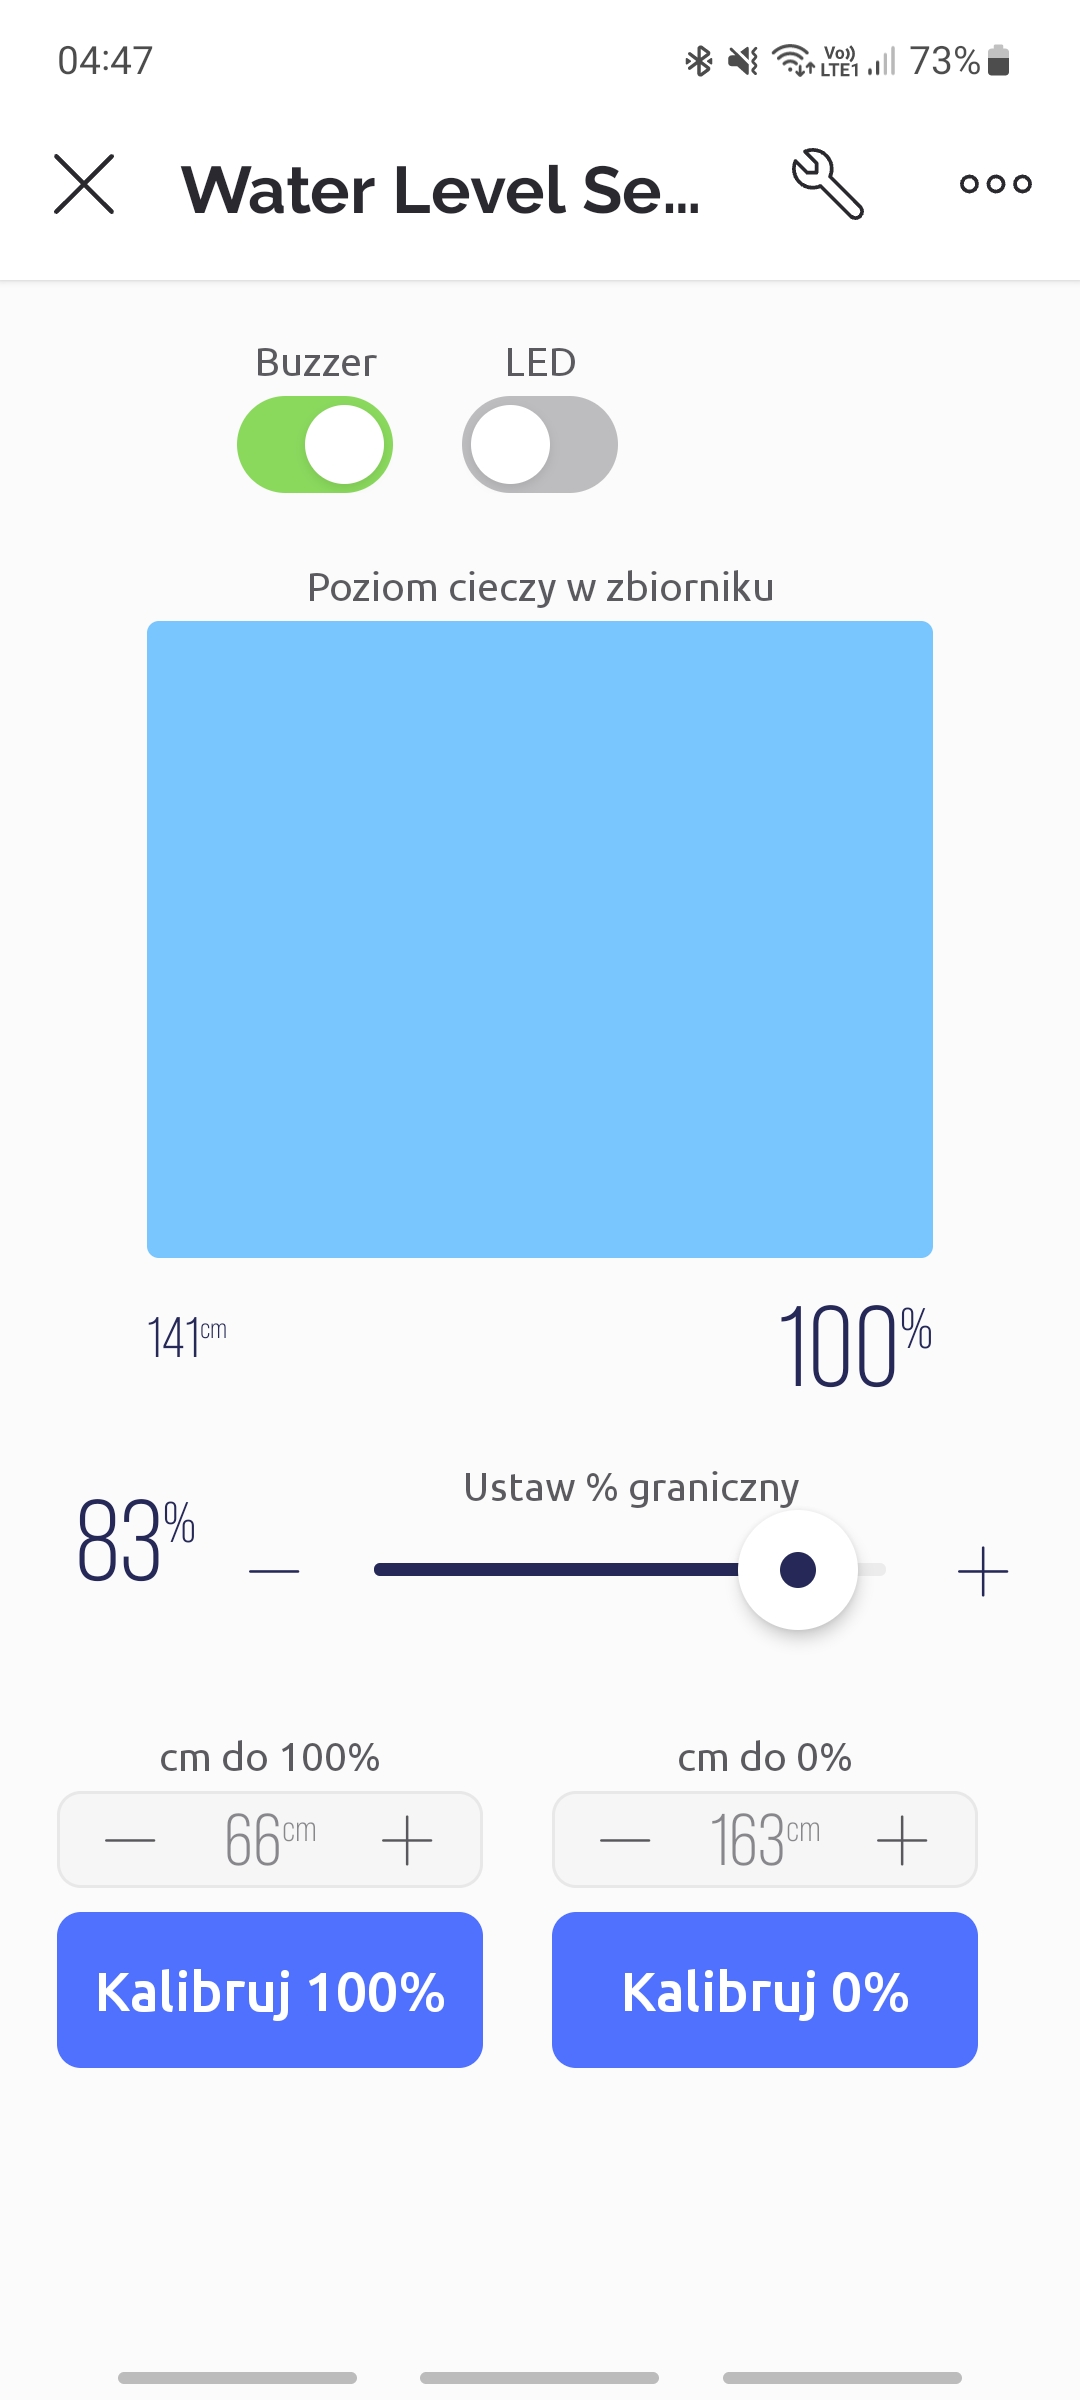 04:47 Vo)) LTE1 73%
Water Level Se...
Buzzer LED
Poziom cieczy w zbiorniku
141cm 100%
Ustaw % graniczny
83%
cm do 100% cm do 0%
66cm 163cm
Kalibruj 100% Kalibruj 0%